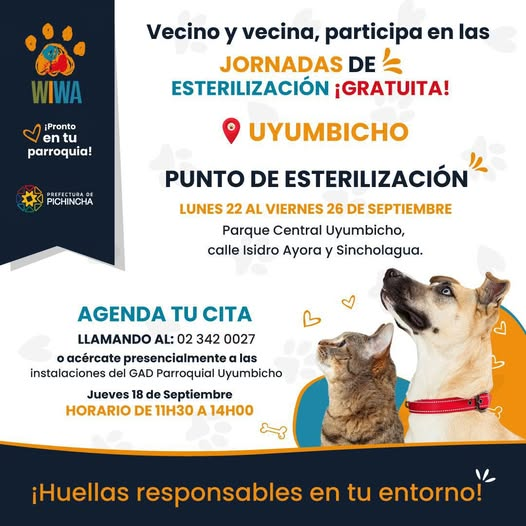 WIWA
¡Pronto
en tu
parroquia!
PREFECTURA DE
PICHINCHA
Vecino y vecina, participa en las
JORNADAS DE
ESTERILIZACIÓN ¡GRATUITA!
UYUMBICHO
PUNTO DE ESTERILIZACIÓN
LUNES 22 AL VIERNES 26 DE SEPTIEMBRE
Parque Central Uyumbicho,
calle Isidro Ayora y Sincholagua.
AGENDA TU CITA
LLAMANDO AL: 02 342 0027
o acércate presencialmente a las
instalaciones del GAD Parroquial Uyumbicho
Jueves 18 de Septiembre
HORARIO DE 11H30 A 14H00
¡Huellas responsables en tu entorno!